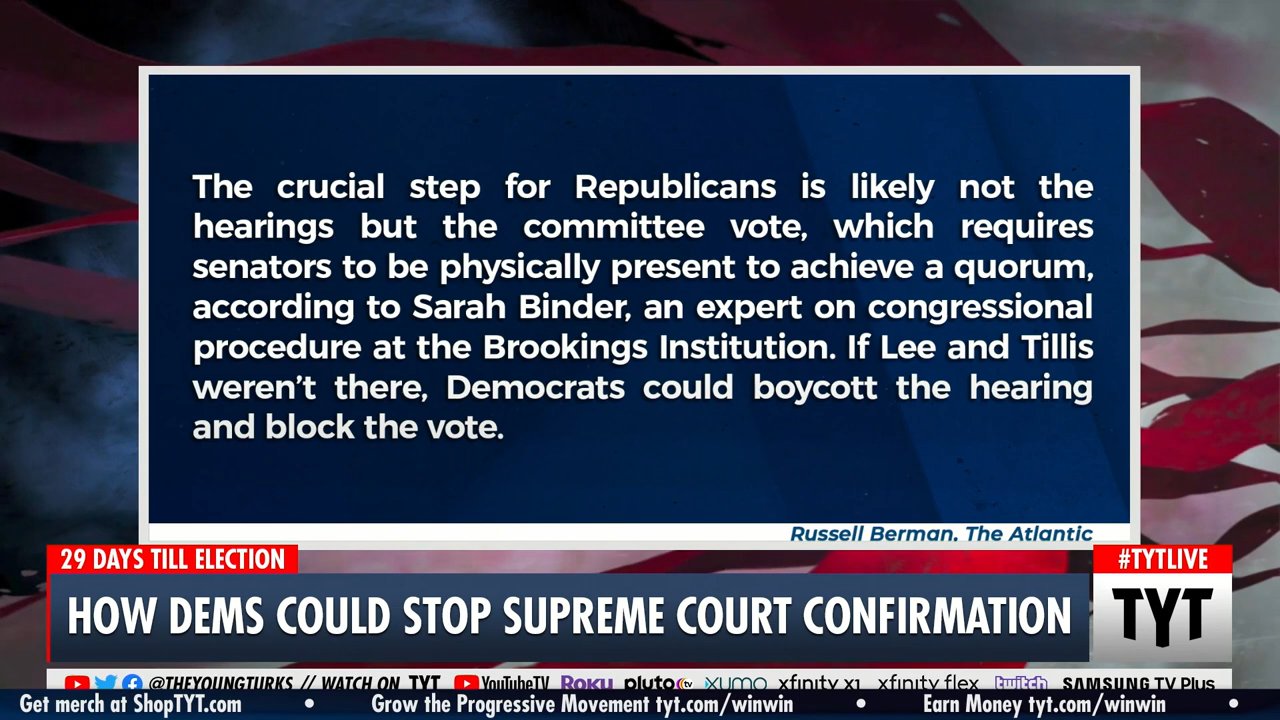 The crucial step for Republicans is likely not the
hearings but the committee vote, which requires
senators to be physically present to achieve a quorum,
according to Sarah Binder, an expert on congressional
procedure at the Brookings Institution. If Lee and Tillis
weren't there, Democrats could boycott the hearing
and block the vote.
Russell Berman, The Atlantic
29 DAYS TILL ELECTION
#TYTLIVE
HOW DEMS COULD STOP SUPREME COURT CONFIRMATION
TYT
@THEYOUNGTURKS // WATCH ON TYT YouTubeTV Roku pluto tv xumo xfinity x1 xfinity flex twitch SAMSUNG TV Plus
Get merch at ShopTYT.com • Grow the Progressive Movement tyt.com/winwin • Earn Money tyt.com/winwin •